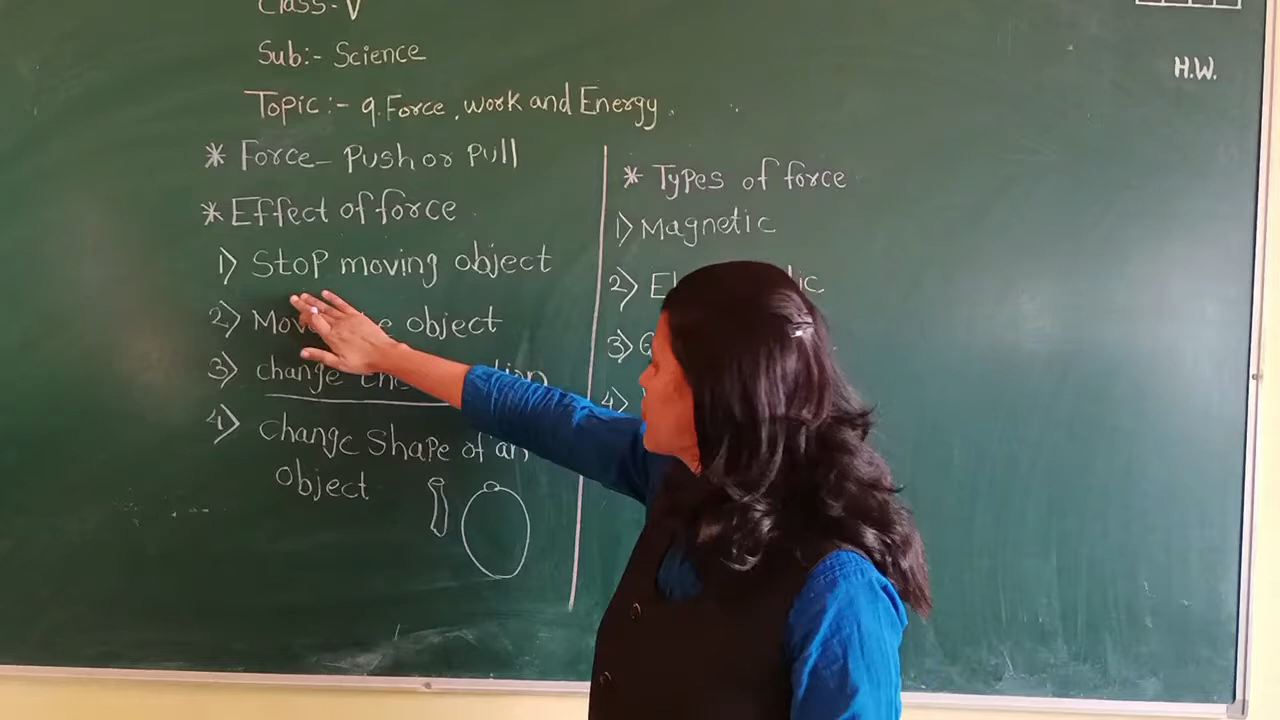 Class-V
Sub:- Science
Topic:- 9. Force, work and Energy.
H.W.
* Force- Push or Pull
* Effect of force
1) Stop moving object
2) object
3) change the
4) Change Shape of an
object
* Types of force
1) Magnetic
2)
3)
4)